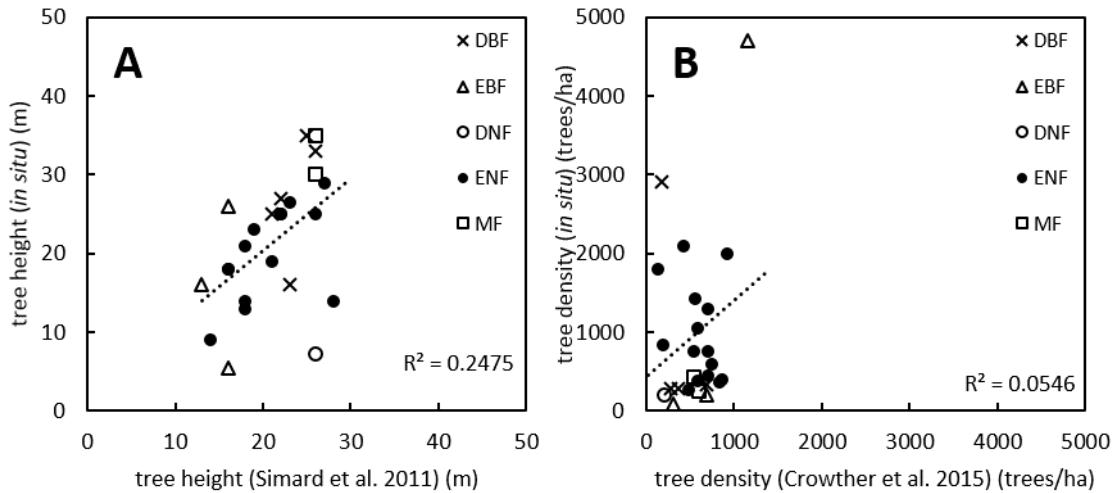 A
50
40
30
20
10
0
tree height (in situ) (m)
DBF
EBF
DNF
ENF
MF
R² = 0.2475
0 10 20 30 40 50
tree height (Simard et al. 2011) (m)
B
5000
4000
3000
2000
1000
0
tree density (in situ) (trees/ha)
DBF
EBF
DNF
ENF
MF
R² = 0.0546
0 1000 2000 3000 4000 5000
tree density (Crowther et al. 2015) (trees/ha)